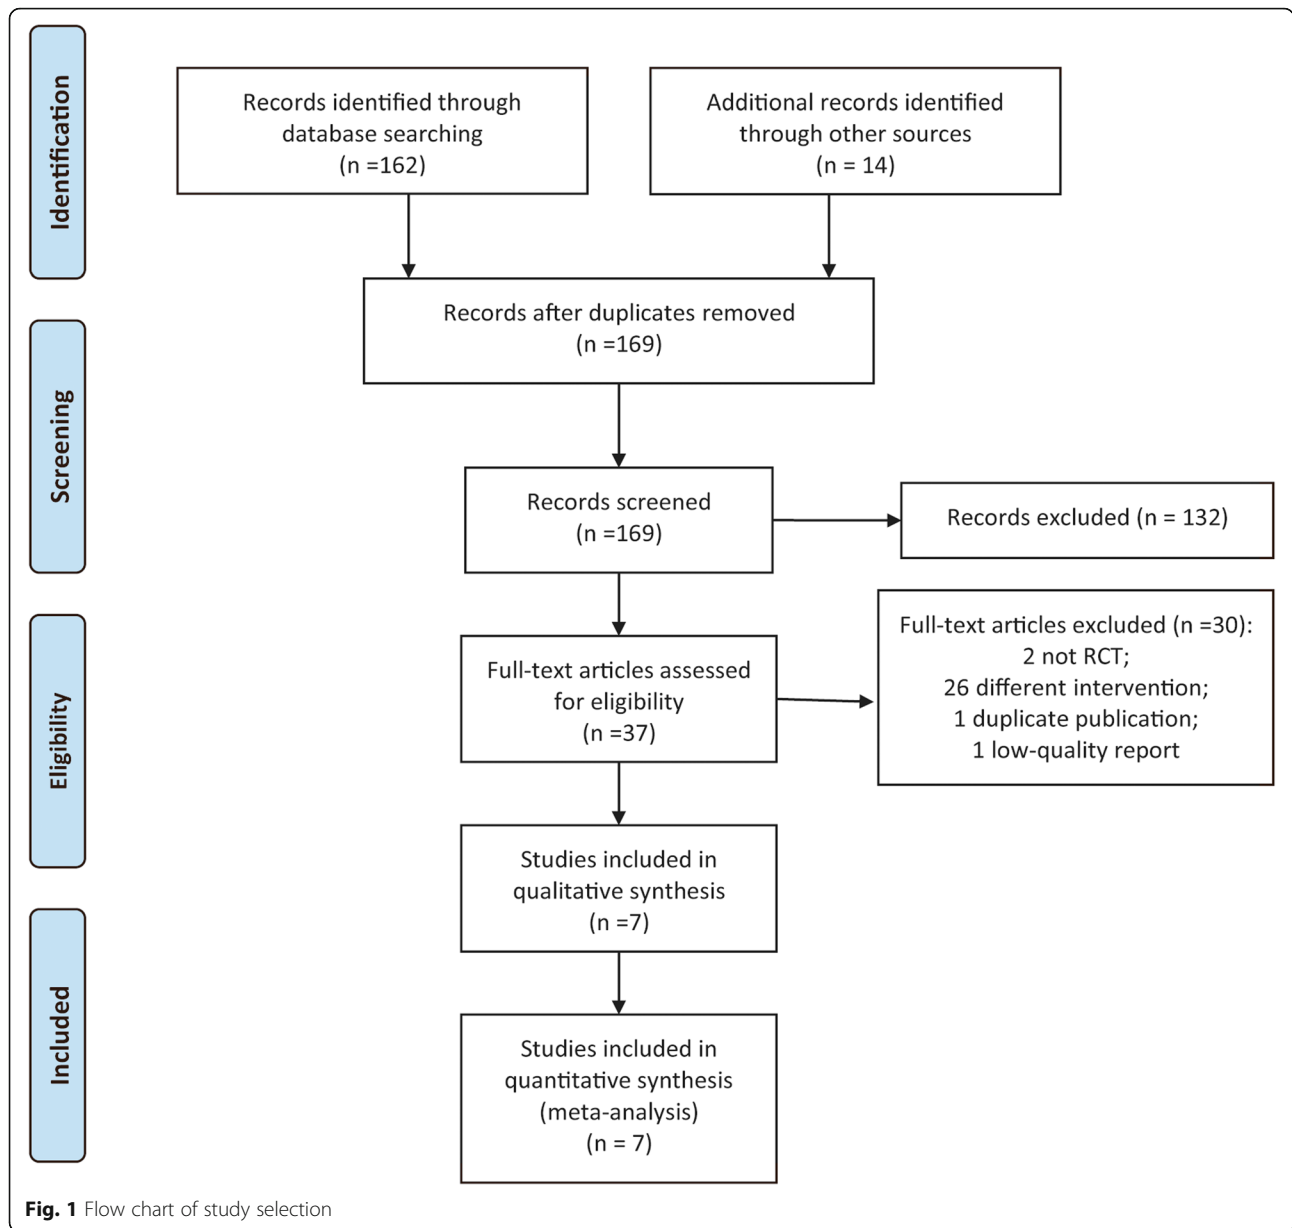 Identification
Records identified through
database searching
(n =162)
Additional records identified
through other sources
(n = 14)
Records after duplicates removed
(n =169)
Screening
Records screened
(n =169)
Records excluded (n = 132)
Eligibility
Full-text articles assessed
for eligibility
(n =37)
Full-text articles excluded (n =30):
2 not RCT;
26 different intervention;
1 duplicate publication;
1 low-quality report
Studies included in
qualitative synthesis
(n =7)
Included
Studies included in
quantitative synthesis
(meta-analysis)
(n = 7)
Fig. 1 Flow chart of study selection